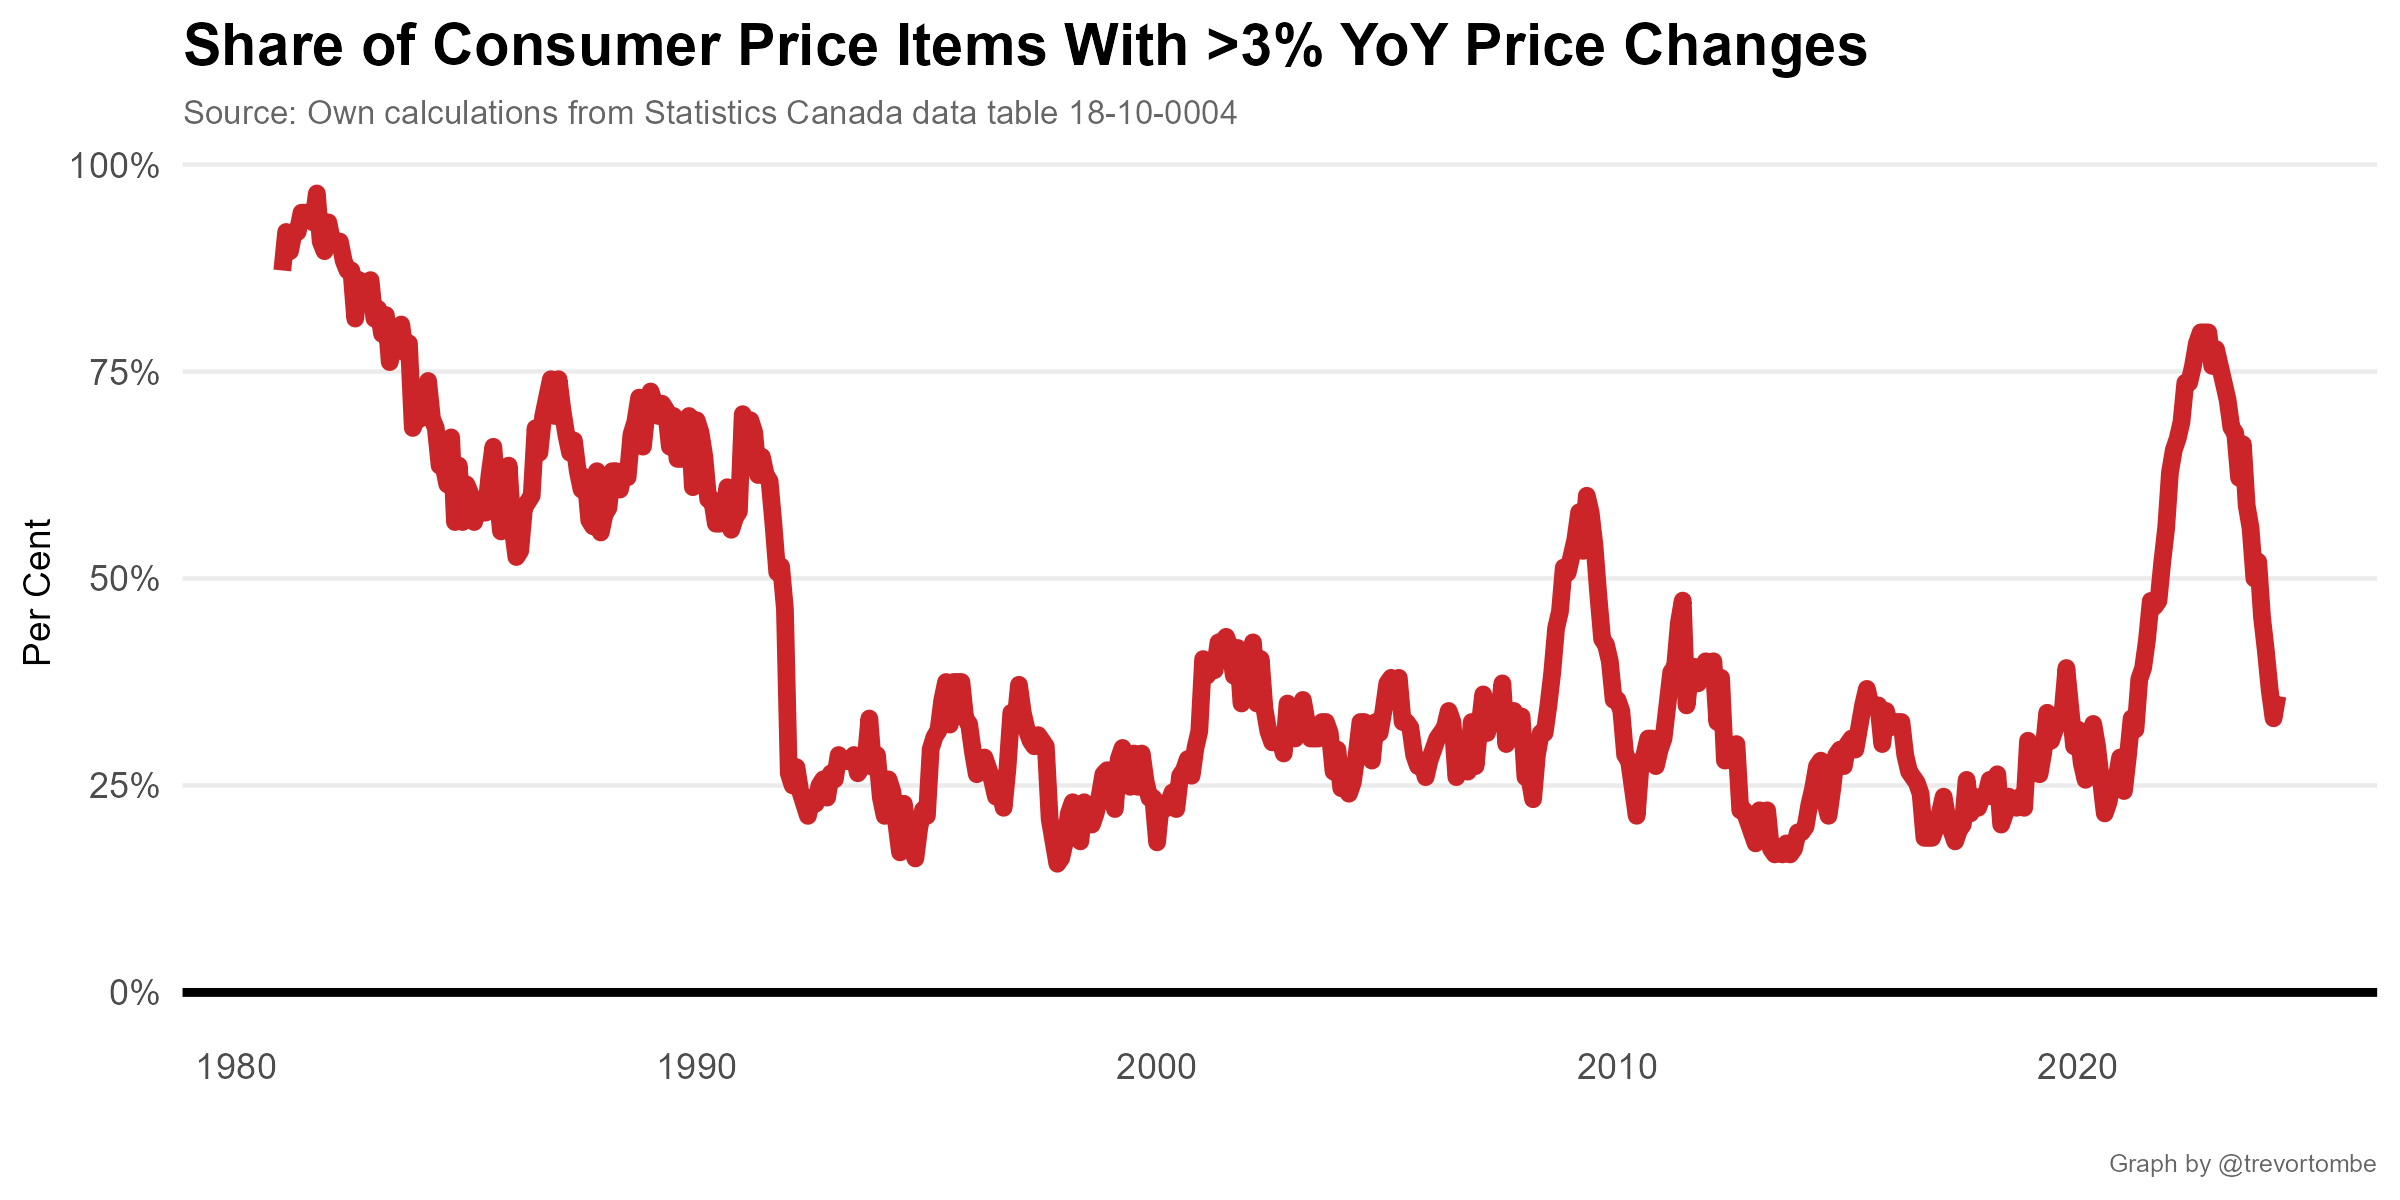 Share of Consumer Price Items With >3% YoY Price Changes
Source: Own calculations from Statistics Canada data table 18-10-0004
100%
75%
50%
25%
0%
Per Cent
1980
1990
2000
2010
2020
Graph by @trevortombe